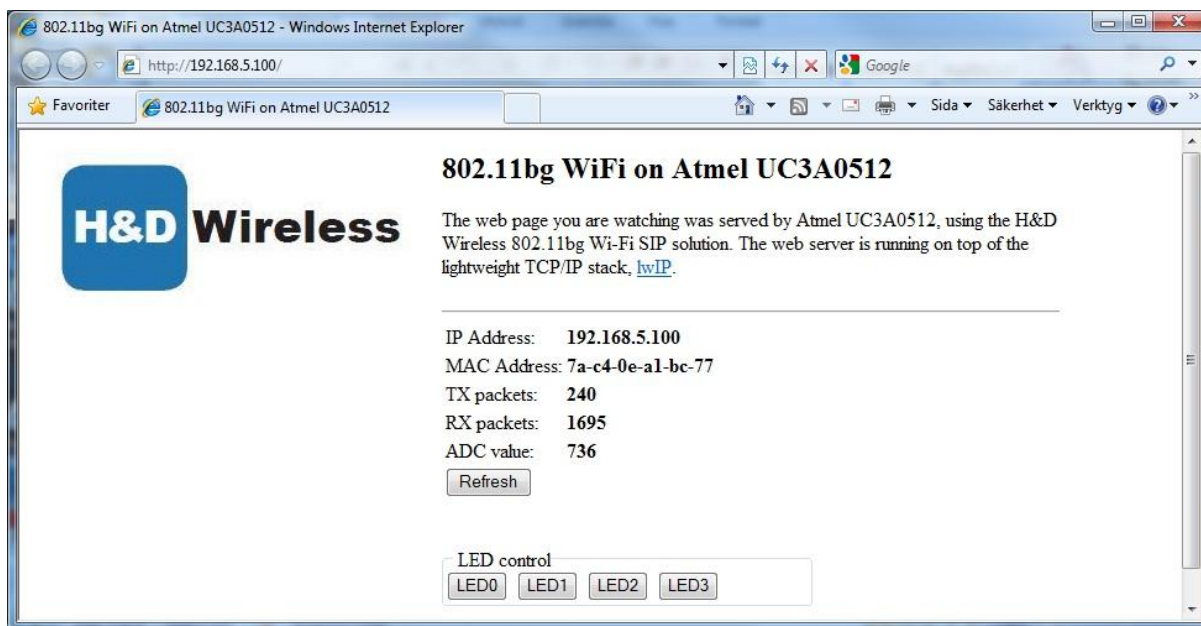 802.11bg WiFi on Atmel UC3A0512 - Windows Internet Explorer
http://192.168.5.100/
Google
Favoriter
802.11bg WiFi on Atmel UC3A0512
Sida
Säkerhet
Verktyg
H&D Wireless
802.11bg WiFi on Atmel UC3A0512
The web page you are watching was served by Atmel UC3A0512, using the H&D
Wireless 802.11bg Wi-Fi SIP solution. The web server is running on top of the
lightweight TCP/IP stack, lwIP.
IP Address: 192.168.5.100
MAC Address: 7a-c4-0e-a1-bc-77
TX packets: 240
RX packets: 1695
ADC value: 736
Refresh
LED control
LED0 LED1 LED2 LED3